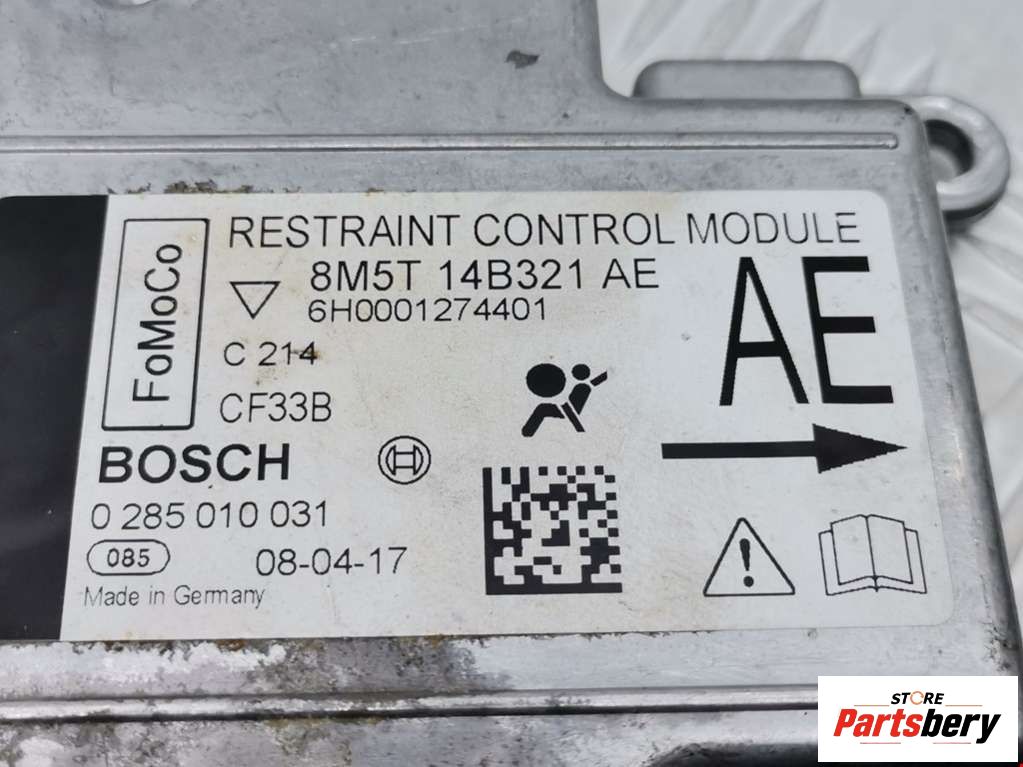 FoMoCo
RESTRAINT CONTROL MODULE
8M5T 14B321 AE
6H0001274401
C 214
CF33B
AE
BOSCH
0 285 010 031
085 08-04-17
Made in Germany
STORE
Partsbery